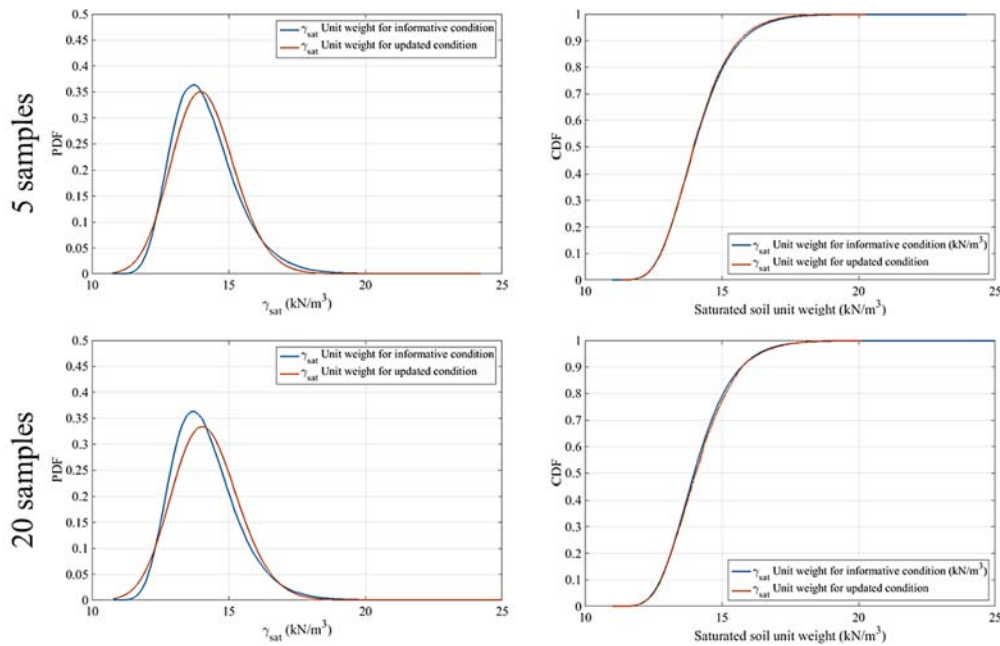 5 samples
0.5
0.45
0.4
0.35
0.3
0.25
0.2
0.15
0.1
0.05
0
PDF
γsat Unit weight for informative condition
γsat Unit weight for updated condition
10 15 20 25
γsat (kN/m³)
1
0.9
0.8
0.7
0.6
0.5
0.4
0.3
0.2
0.1
0
CDF
γsat Unit weight for informative condition (kN/m³)
γsat Unit weight for updated condition
10 15 20 25
Saturated soil unit weight (kN/m³)
20 samples
0.5
0.45
0.4
0.35
0.3
0.25
0.2
0.15
0.1
0.05
0
PDF
γsat Unit weight for informative condition
γsat Unit weight for updated condition
10 15 20 25
γsat (kN/m³)
1
0.9
0.8
0.7
0.6
0.5
0.4
0.3
0.2
0.1
0
CDF
γsat Unit weight for informative condition (kN/m³)
γsat Unit weight for updated condition
10 15 20 25
Saturated soil unit weight (kN/m³)